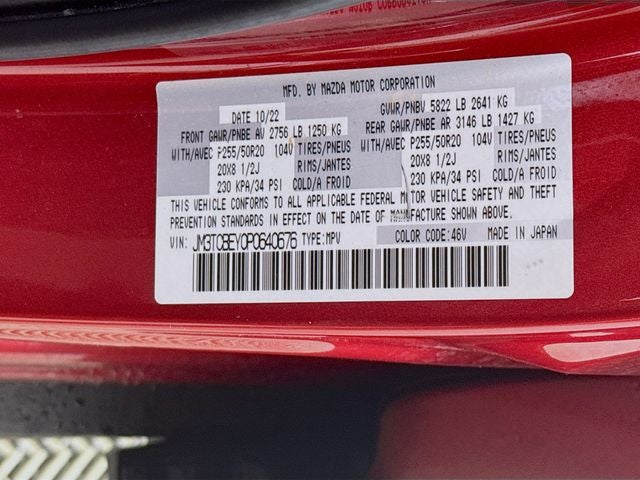 MFD. BY MAZDA MOTOR CORPORATION
DATE 10/22 GVWR/PNBV 5822 LB 2641 KG
FRONT GAWR/PNBE AV 2756 LB 1250 KG REAR GAWR/PNBE AR 3146 LB 1427 KG
WITH/AVEC P255/50R20 104V TIRES/PNEUS WITH/AVEC P255/50R20 104V TIRES/PNEUS
20X8 1/2J RIMS/JANTES 20X8 1/2J RIMS/JANTES
230 KPA/34 PSI COLD/A FROID 230 KPA/34 PSI COLD/A FROID
THIS VEHICLE CONFORMS TO ALL APPLICABLE FEDERAL MOTOR VEHICLE SAFETY AND THEFT
PREVENTION STANDARDS IN EFFECT ON THE DATE OF MANUFACTURE SHOWN ABOVE.
VIN: JM3TCBEY0P0640676 TYPE:MPV COLOR CODE:46V MADE IN JAPAN